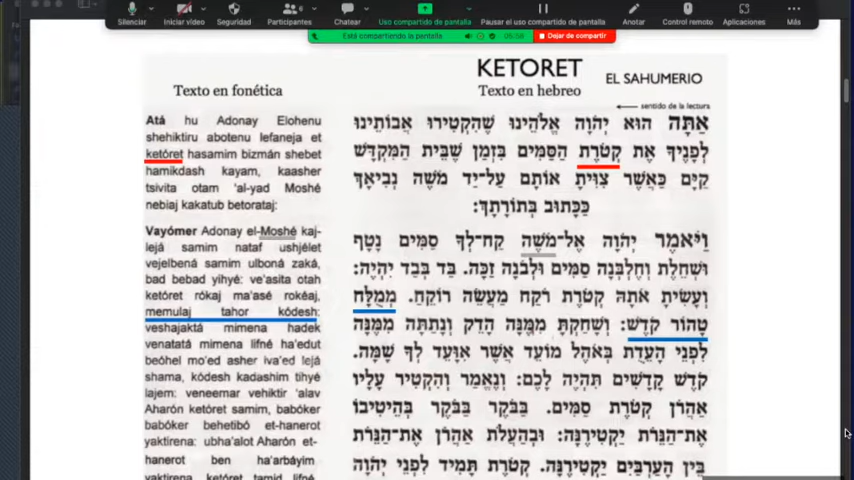 Silenciar
Iniciar video
Seguridad
Participantes
6
Chatear
Uso compartido de pantalla
Pausar el uso compartido de pantalla
Anotar
Control remoto
Aplicaciones
Más
Está compartiendo la pantalla
Dejar de compartir
KETORET
EL SAHUMERIO
Texto en fonética
Texto en hebreo
sentido de la lectura
Atá hu Adonay Elohenu
shehiktiru abotenu lefaneja et
ketóret hasamim bizmán shebet
hamikdash kayam, kaasher
tsivita otam 'al-yad Moshé
nebiaj kakatub betorataj:
Vayómer Adonay el-Moshé kaj-
lejá samim nataf ushjélet
vejelbená samim ulboná zaká,
bad bebad yihyé: ve'asita otah
ketóret rókaj ma'asé rokéaj,
memulaj tahor kódesh:
veshajaktá mimena hadek
venatatá mimena lifné ha'edut
beóhel mo'ed asher iva'ed lejá
shama, kódesh kadashim tihyé
lajem: veneemar vehiktir 'alav
Aharón ketóret samim, babóker
babóker behetibó et-hanerot
yaktirena: ubha'alot Aharón et-
hanerot ben ha'arbáyim
yaktirena ketóret tamid lifné
אַתָּה הוּא יְהֹוָה אֱלֹהֵינוּ שֶׁהִקְטִירוּ אֲבוֹתֵינוּ
לְפָנֶיךָ אֶת קְטֹרֶת הַסַּמִּים בִּזְמַן שֶׁבֵּית הַמִּקְדָּשׁ
קַיָּם כַּאֲשֶׁר צִוִּיתָ אוֹתָם עַל־יַד מֹשֶׁה נְבִיאָךְ
כַּכָּתוּב בְּתוֹרָתָךְ:
וַיֹּאמֶר יְהֹוָה אֶל־מֹשֶׁה קַח־לְךָ סַמִּים נָטָף
וּשְׁחֵלֶת וְחֶלְבְּנָה סַמִּים וּלְבֹנָה זַכָּה. בַּד בְּבַד יִהְיֶה:
וְעָשִׂיתָ אֹתָהּ קְטֹרֶת רֹקַח מַעֲשֵׂה רוֹקֵחַ. מְמֻלָּח
טָהוֹר קֹדֶשׁ: וְשָׁחַקְתָּ מִמֶּנָּה הָדֵק וְנָתַתָּה מִמֶּנָּה
לִפְנֵי הָעֵדֻת בְּאֹהֶל מוֹעֵד אֲשֶׁר אִוָּעֵד לְךָ שָׁמָּה.
קֹדֶשׁ קָדָשִׁים תִּהְיֶה לָכֶם: וְנֶאֱמַר וְהִקְטִיר עָלָיו
אַהֲרֹן קְטֹרֶת סַמִּים. בַּבֹּקֶר בַּבֹּקֶר בְּהֵיטִיבוֹ
אֶת־הַנֵּרֹת יַקְטִירֶנָּה: וּבְהַעֲלֹת אַהֲרֹן אֶת־הַנֵּרֹת
בֵּין הָעַרְבַּיִם יַקְטִירֶנָּה. קְטֹרֶת תָּמִיד לִפְנֵי יְהֹוָה